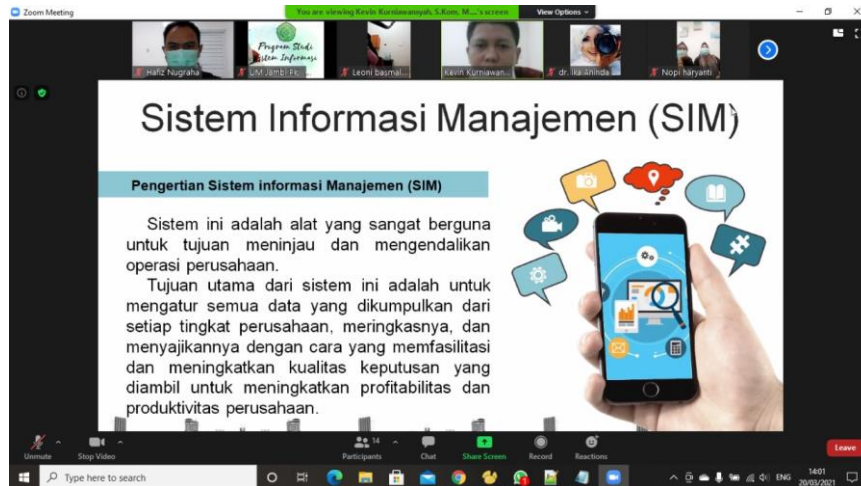 Zoom Meeting
You are viewing Kevin Kurniawansyah, S.Kom, M....'s screen
View Options
Program Studi
Sistem Informasi
Hafiz Nugraha
UM Jambi Pk...
Leoni basmal...
Kevin Kurniawan...
dr. Ika Aninda
Nopi haryanti
Sistem Informasi Manajemen (SIM)
Pengertian Sistem informasi Manajemen (SIM)
Sistem ini adalah alat yang sangat berguna
untuk tujuan meninjau dan mengendalikan
operasi perusahaan.
Tujuan utama dari sistem ini adalah untuk
mengatur semua data yang dikumpulkan dari
setiap tingkat perusahaan, meringkasnya, dan
menyajikannya dengan cara yang memfasilitasi
dan meningkatkan kualitas keputusan yang
diambil untuk meningkatkan profitabilitas dan
produktivitas perusahaan.
Unmute
Stop Video
14
Participants
Chat
Share Screen
Record
Reactions
Leave
Type here to search
ENG
14:01
20/03/2021